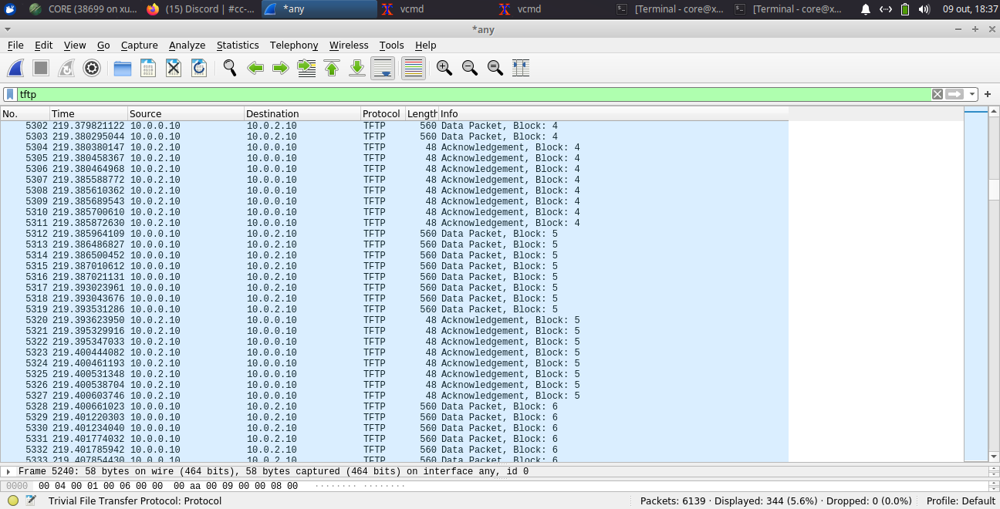 CORE (38699 on xu... (15) Discord | #cc-... *any vcmd vcmd [Terminal - core@x... [Terminal - core@x... 09 out, 18:37
*any
File Edit View Go Capture Analyze Statistics Telephony Wireless Tools Help
tftp
No. Time Source Destination Protocol Length Info
5302 219.379821122 10.0.0.10 10.0.2.10 TFTP 560 Data Packet, Block: 4
5303 219.380295044 10.0.0.10 10.0.2.10 TFTP 560 Data Packet, Block: 4
5304 219.380380147 10.0.2.10 10.0.0.10 TFTP 48 Acknowledgement, Block: 4
5305 219.380458367 10.0.2.10 10.0.0.10 TFTP 48 Acknowledgement, Block: 4
5306 219.380464968 10.0.2.10 10.0.0.10 TFTP 48 Acknowledgement, Block: 4
5307 219.385588772 10.0.2.10 10.0.0.10 TFTP 48 Acknowledgement, Block: 4
5308 219.385610362 10.0.2.10 10.0.0.10 TFTP 48 Acknowledgement, Block: 4
5309 219.385689543 10.0.2.10 10.0.0.10 TFTP 48 Acknowledgement, Block: 4
5310 219.385700610 10.0.2.10 10.0.0.10 TFTP 48 Acknowledgement, Block: 4
5311 219.385872630 10.0.2.10 10.0.0.10 TFTP 48 Acknowledgement, Block: 4
5312 219.385964109 10.0.0.10 10.0.2.10 TFTP 560 Data Packet, Block: 5
5313 219.386486827 10.0.0.10 10.0.2.10 TFTP 560 Data Packet, Block: 5
5314 219.386500452 10.0.0.10 10.0.2.10 TFTP 560 Data Packet, Block: 5
5315 219.387010612 10.0.0.10 10.0.2.10 TFTP 560 Data Packet, Block: 5
5316 219.387021131 10.0.0.10 10.0.2.10 TFTP 560 Data Packet, Block: 5
5317 219.393023961 10.0.0.10 10.0.2.10 TFTP 560 Data Packet, Block: 5
5318 219.393043676 10.0.0.10 10.0.2.10 TFTP 560 Data Packet, Block: 5
5319 219.393531286 10.0.0.10 10.0.2.10 TFTP 560 Data Packet, Block: 5
5320 219.393623950 10.0.2.10 10.0.0.10 TFTP 48 Acknowledgement, Block: 5
5321 219.395329916 10.0.2.10 10.0.0.10 TFTP 48 Acknowledgement, Block: 5
5322 219.395347033 10.0.2.10 10.0.0.10 TFTP 48 Acknowledgement, Block: 5
5323 219.400444082 10.0.2.10 10.0.0.10 TFTP 48 Acknowledgement, Block: 5
5324 219.400461193 10.0.2.10 10.0.0.10 TFTP 48 Acknowledgement, Block: 5
5325 219.400531348 10.0.2.10 10.0.0.10 TFTP 48 Acknowledgement, Block: 5
5326 219.400538704 10.0.2.10 10.0.0.10 TFTP 48 Acknowledgement, Block: 5
5327 219.400603746 10.0.2.10 10.0.0.10 TFTP 48 Acknowledgement, Block: 5
5328 219.400661023 10.0.0.10 10.0.2.10 TFTP 560 Data Packet, Block: 6
5329 219.401220303 10.0.0.10 10.0.2.10 TFTP 560 Data Packet, Block: 6
5330 219.401234040 10.0.0.10 10.0.2.10 TFTP 560 Data Packet, Block: 6
5331 219.401774032 10.0.0.10 10.0.2.10 TFTP 560 Data Packet, Block: 6
5332 219.401785942 10.0.0.10 10.0.2.10 TFTP 560 Data Packet, Block: 6
5333 219.407854430 10.0.0.10 10.0.2.10 TFTP 560 Data Packet, Block: 6
Frame 5240: 58 bytes on wire (464 bits), 58 bytes captured (464 bits) on interface any, id 0
0000 00 04 00 01 00 06 00 00 00 aa 00 09 00 00 08 00 ········ ········
Trivial File Transfer Protocol: Protocol Packets: 6139 · Displayed: 344 (5.6%) · Dropped: 0 (0.0%) Profile: Default